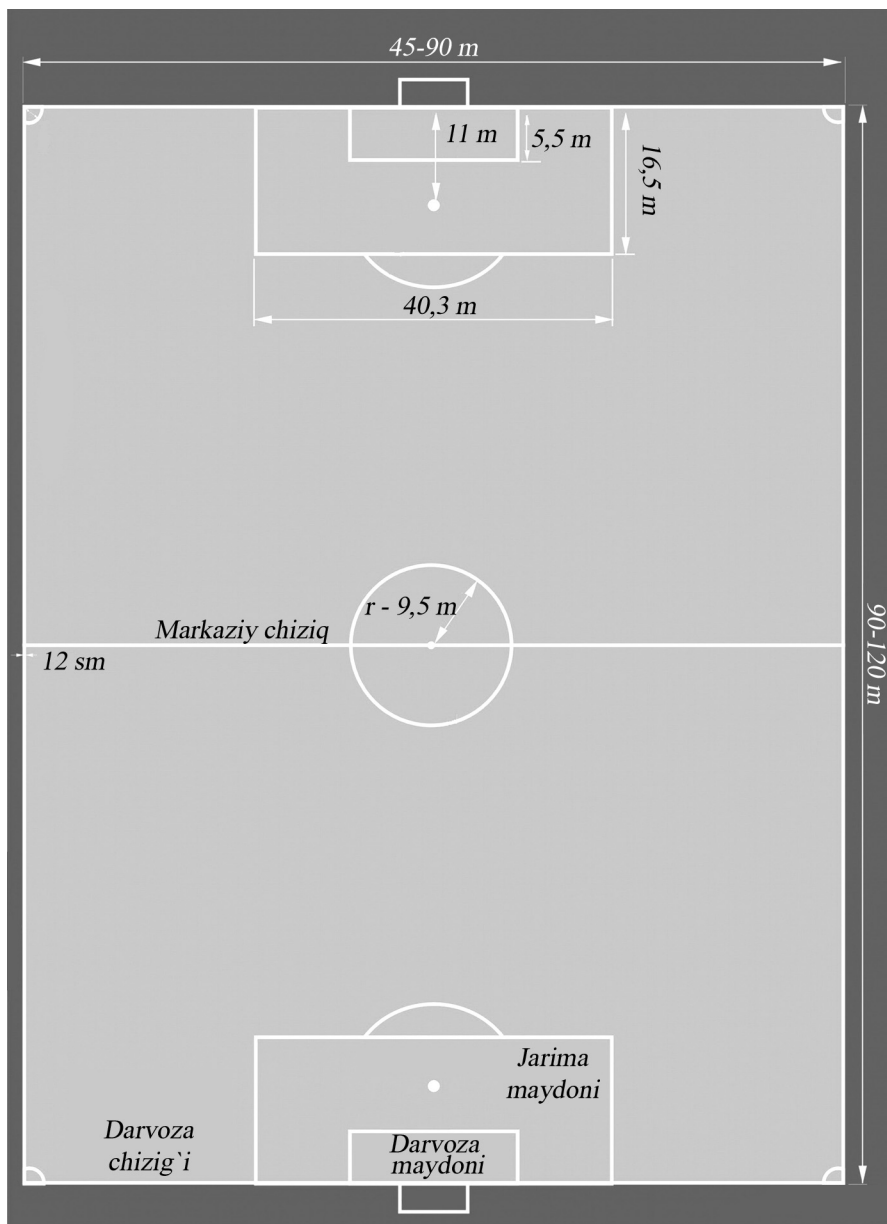 45-90 m
11 m
5,5 m
16,5 m
40,3 m
r - 9,5 m
Markaziy chiziq
12 sm
90-120 m
Jarima
maydoni
Darvoza
chizig`i
Darvoza
maydoni